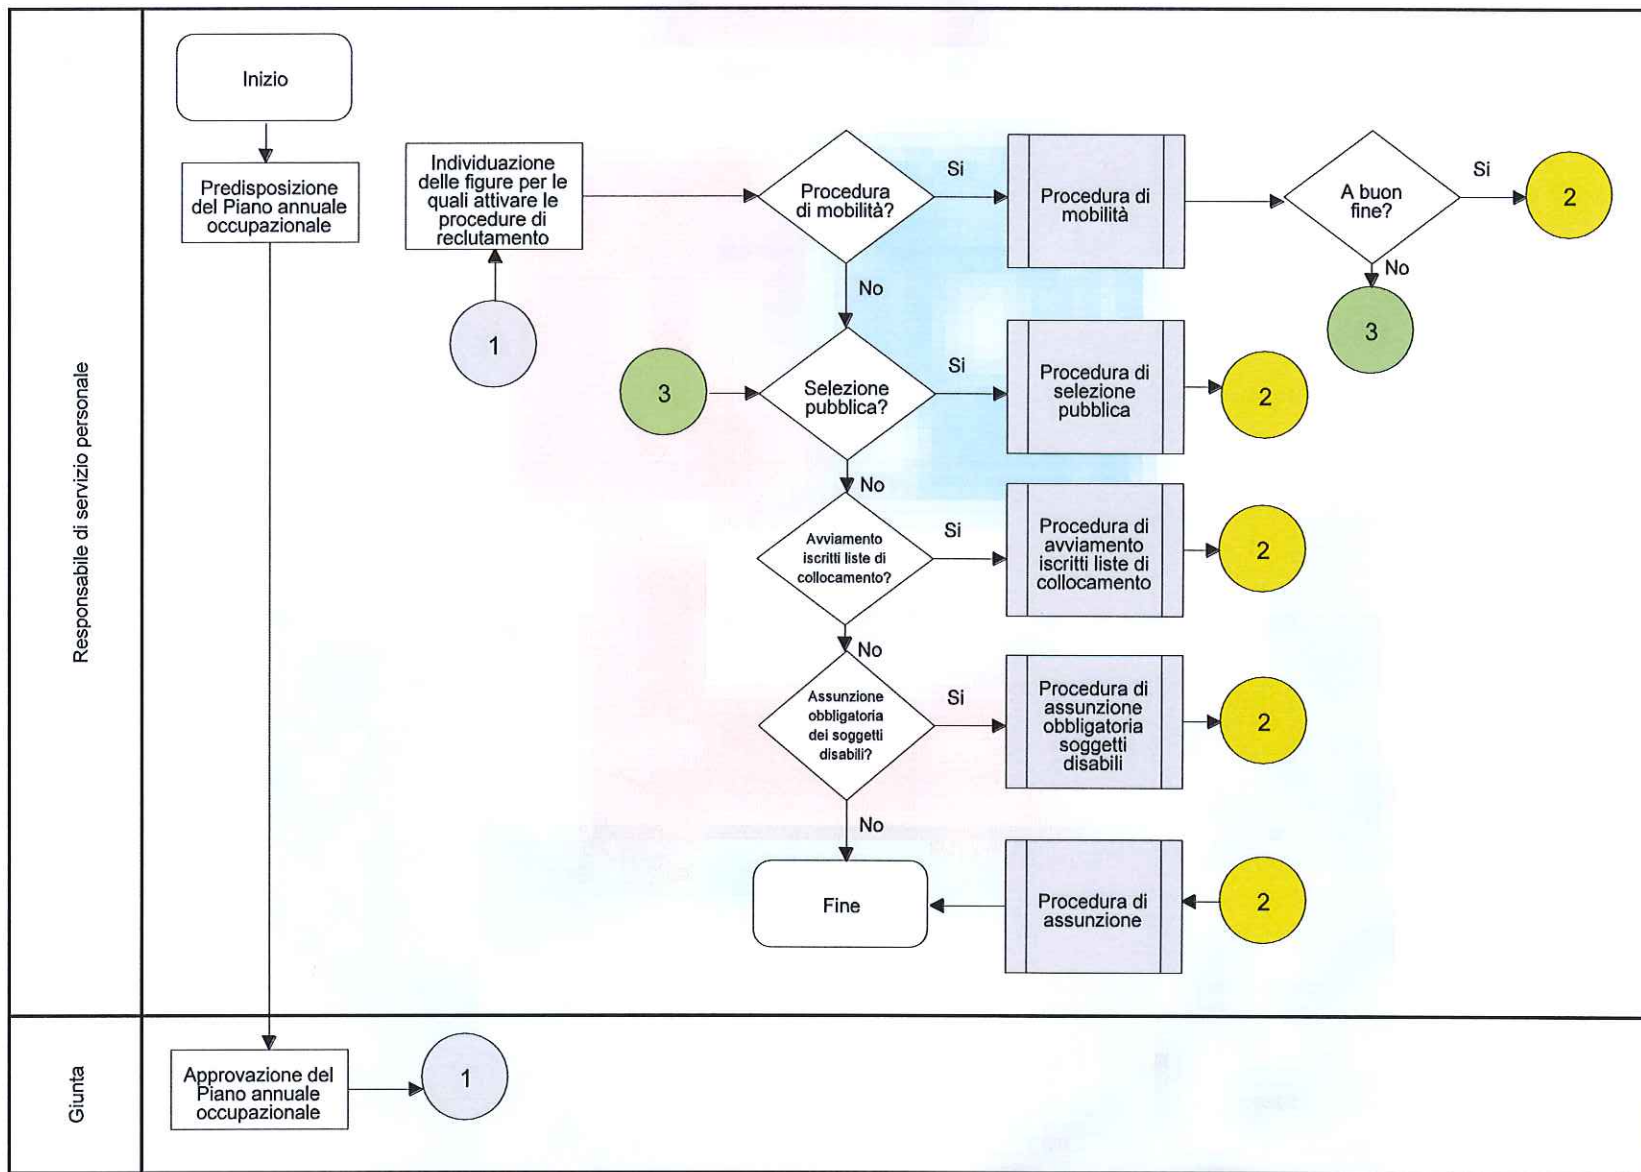 Responsabile di servizio personale
Inizio
Predisposizione
del Piano annuale
occupazionale
Individuazione
delle figure per le
quali attivare le
procedure di
reclutamento
1
Procedura
di mobilità?
Si
Procedura di
mobilità
A buon
fine?
Si
2
No
3
No
3
Selezione
pubblica?
Si
Procedura di
selezione
pubblica
2
No
Avviamento
iscritti liste di
collocamento?
Si
Procedura di
avviamento
iscritti liste di
collocamento
2
No
Assunzione
obbligatoria
dei soggetti
disabili?
Si
Procedura di
assunzione
obbligatoria
soggetti
disabili
2
No
Fine
Procedura di
assunzione
2
Giunta
Approvazione del
Piano annuale
occupazionale
1